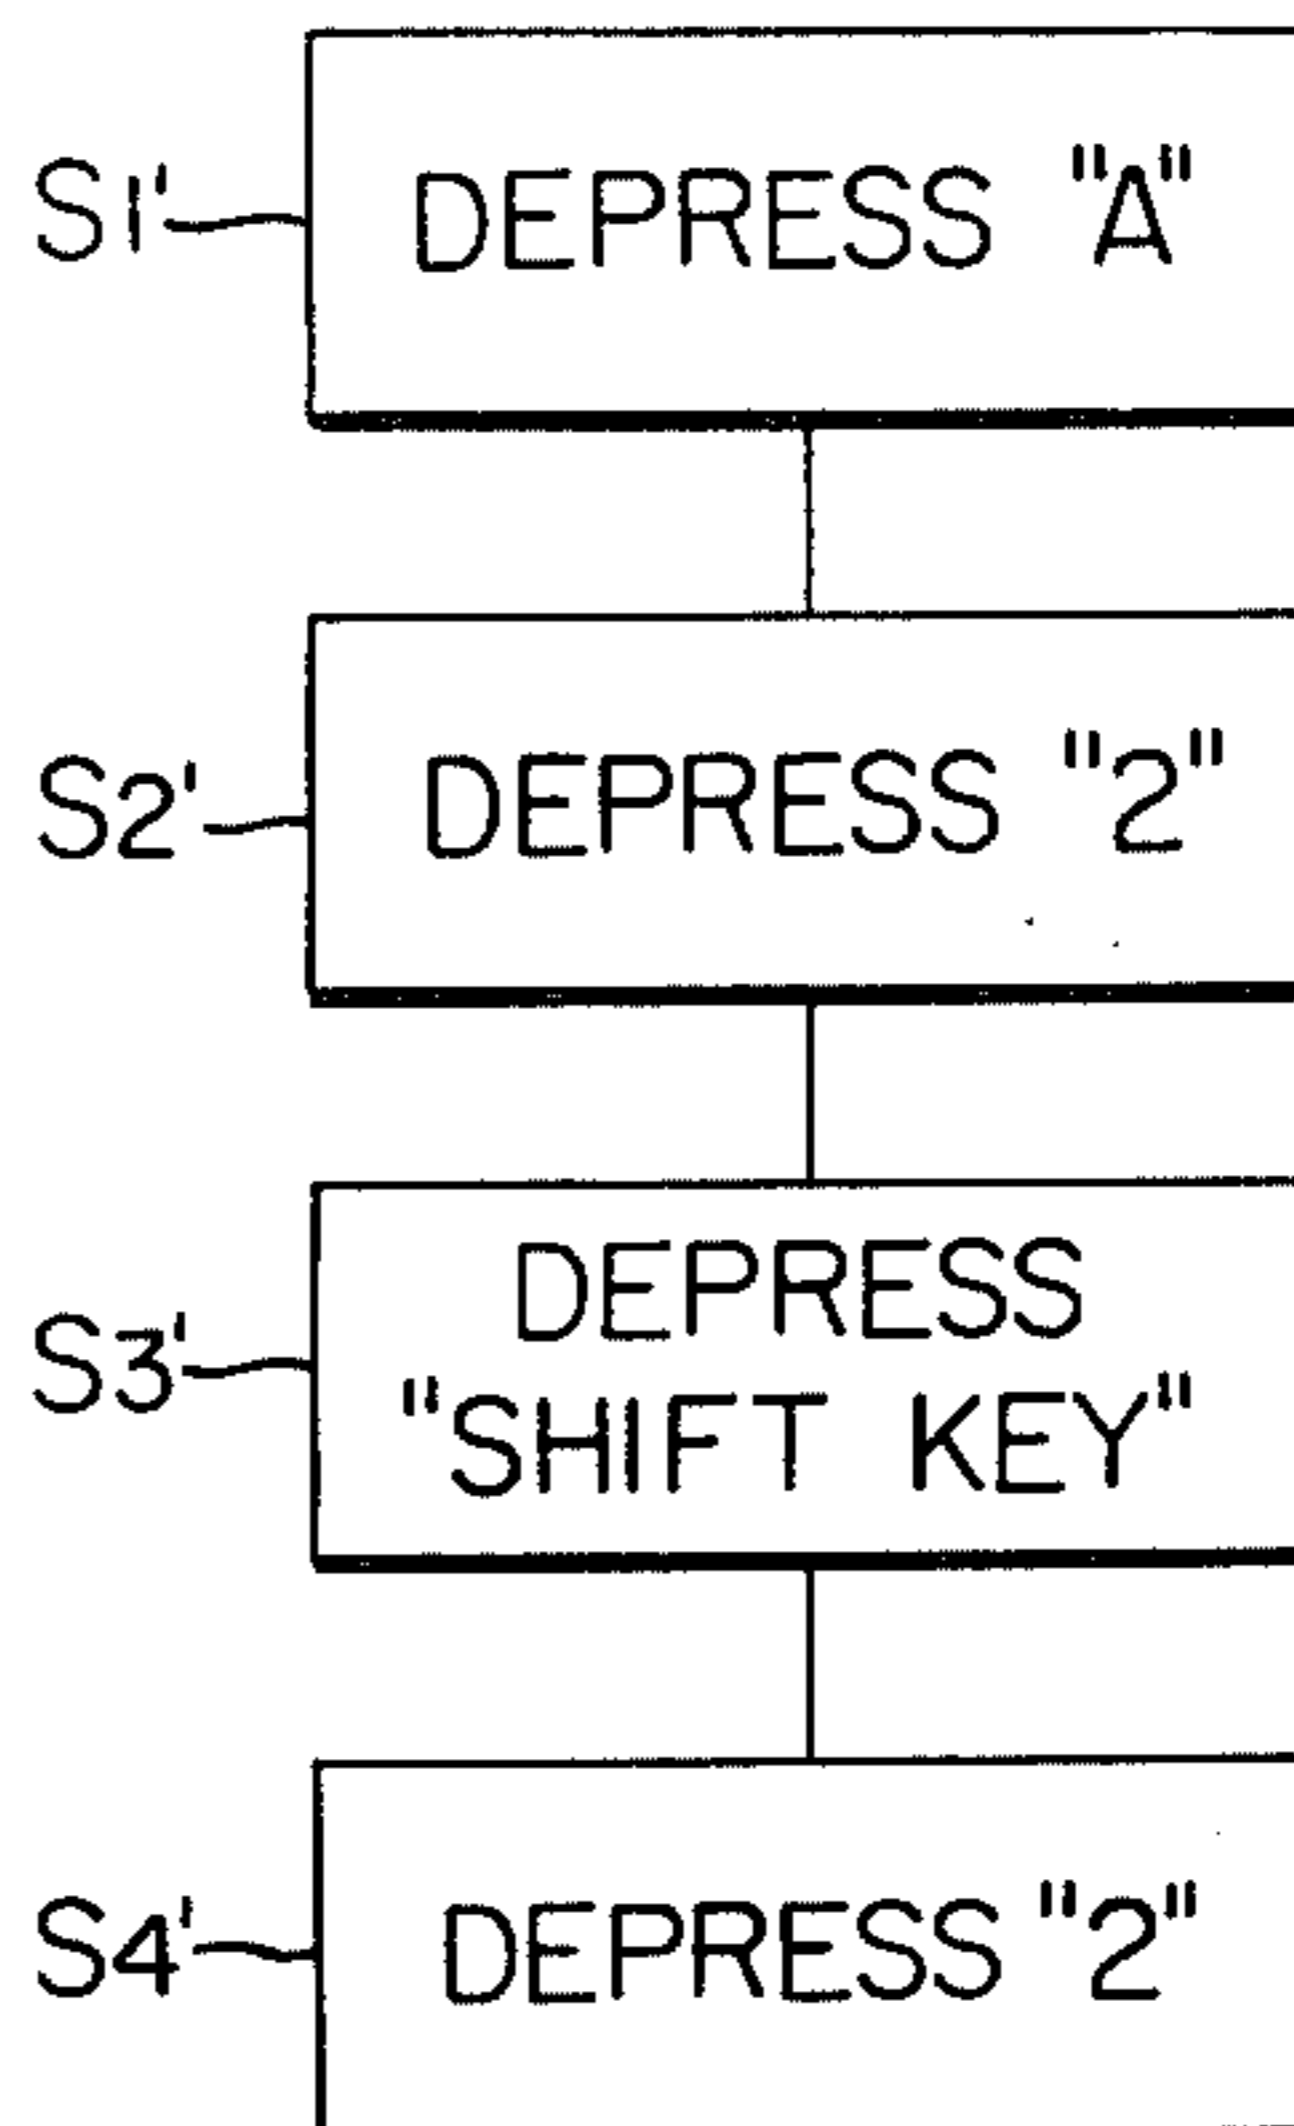 S1' DEPRESS "A"
S2' DEPRESS "2"
DEPRESS
S3' "SHIFT KEY"
S4' DEPRESS "2"